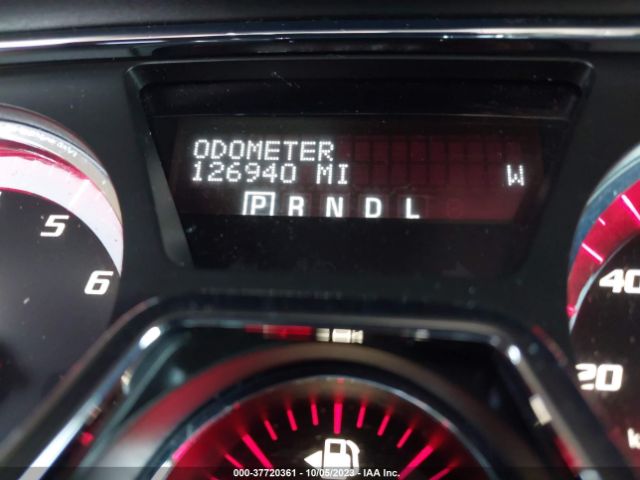 ODOMETER
126940 MI W
P R N D L
5
6
40
20
000-37720361 - 10/05/2023 - IAA Inc.